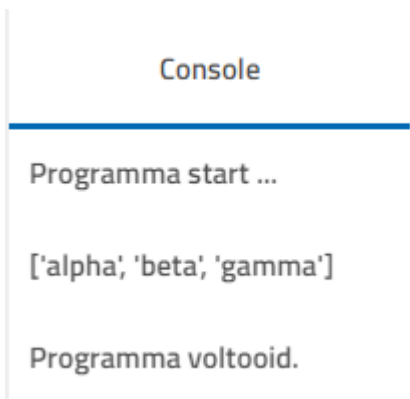 Console
Programma start ...
['alpha', 'beta', 'gamma']
Programma voltooid.